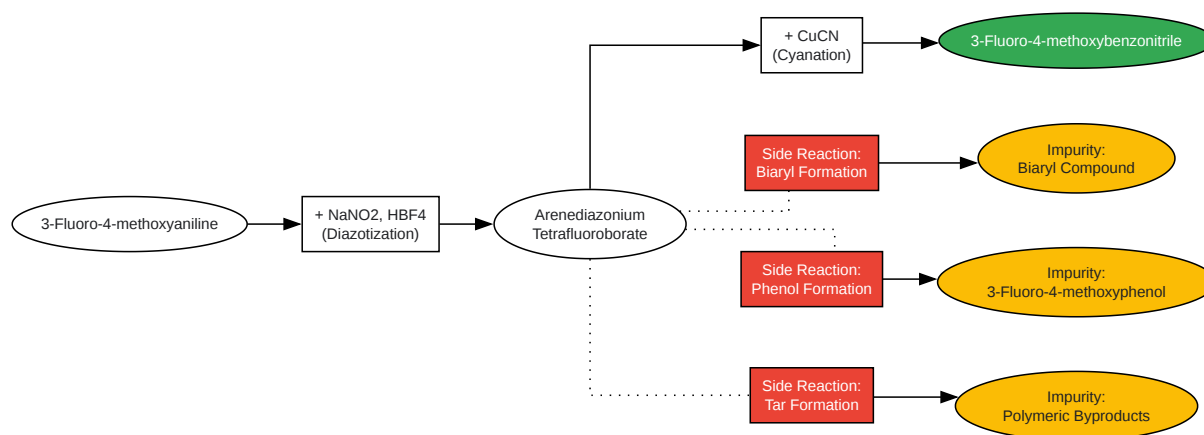 + CuCN
(Cyanation)
3-Fluoro-4-methoxybenzonitrile
Side Reaction:
Biaryl Formation
Impurity:
Biaryl Compound
3-Fluoro-4-methoxyaniline
+ NaNO2, HBF4
(Diazotization)
Arenediazonium
Tetrafluoroborate
Side Reaction:
Phenol Formation
Impurity:
3-Fluoro-4-methoxyphenol
Side Reaction:
Tar Formation
Impurity:
Polymeric Byproducts